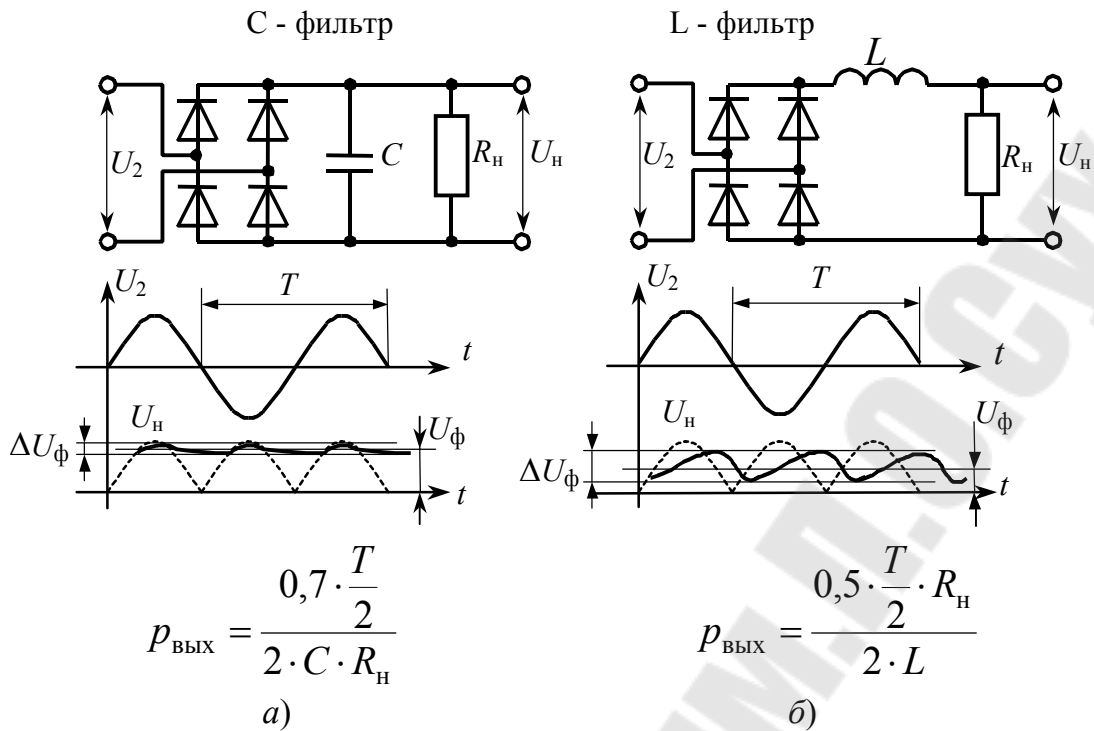 С - фильтр
L - фильтр
L
U₂
C
Rн
Uн
U₂
Rн
Uн
U₂
T
t
Uн
Uф
ΔUф
t
U₂
T
t
Uн
Uф
ΔUф
t
pвых = (0,7 · T/2) / (2 · C · Rн)
pвых = (0,5 · T/2 · Rн) / (2 · L)
а)
б)